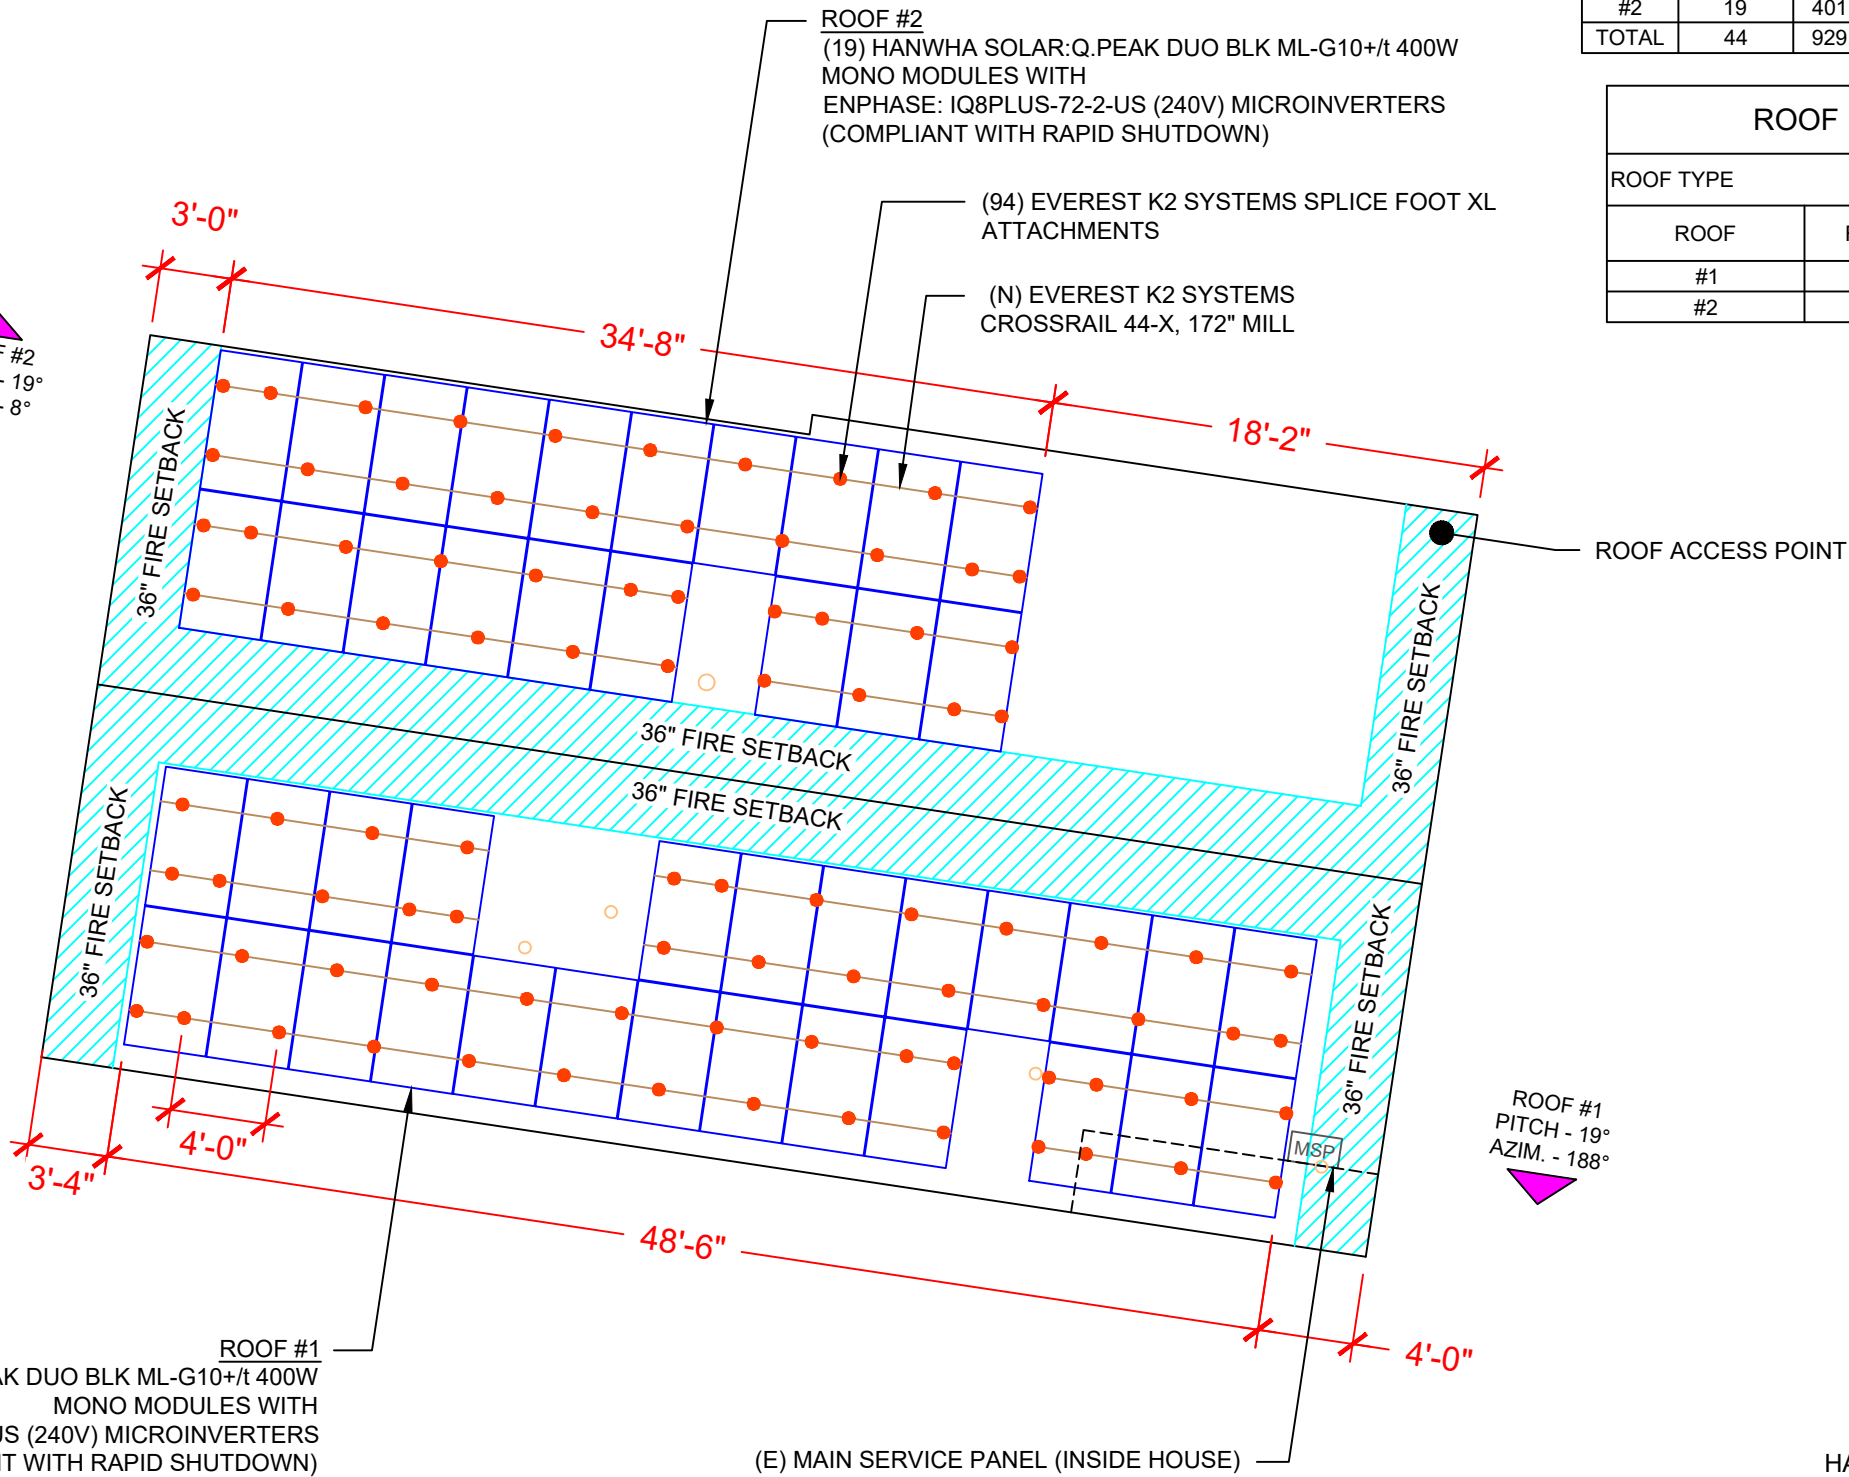 ROOF #2
(19) HANWHA SOLAR:Q.PEAK DUO BLK ML-G10+/t 400W
MONO MODULES WITH
ENPHASE: IQ8PLUS-72-2-US (240V) MICROINVERTERS
(COMPLIANT WITH RAPID SHUTDOWN)
#2 19 401
TOTAL 44 929
ROOF
ROOF TYPE
ROOF
#1
#2
(94) EVEREST K2 SYSTEMS SPLICE FOOT XL
ATTACHMENTS
(N) EVEREST K2 SYSTEMS
CROSSRAIL 44-X, 172" MILL
3'-0"
34'-8"
18'-2"
#2
- 19°
- 8°
36" FIRE SETBACK
ROOF ACCESS POINT
36" FIRE SETBACK
36" FIRE SETBACK
36" FIRE SETBACK
36" FIRE SETBACK
36" FIRE SETBACK
MSP
ROOF #1
PITCH - 19°
AZIM. - 188°
4'-0"
3'-4"
48'-6"
4'-0"
ROOF #1
AK DUO BLK ML-G10+/t 400W
MONO MODULES WITH
US (240V) MICROINVERTERS
NT WITH RAPID SHUTDOWN)
(E) MAIN SERVICE PANEL (INSIDE HOUSE)
HA